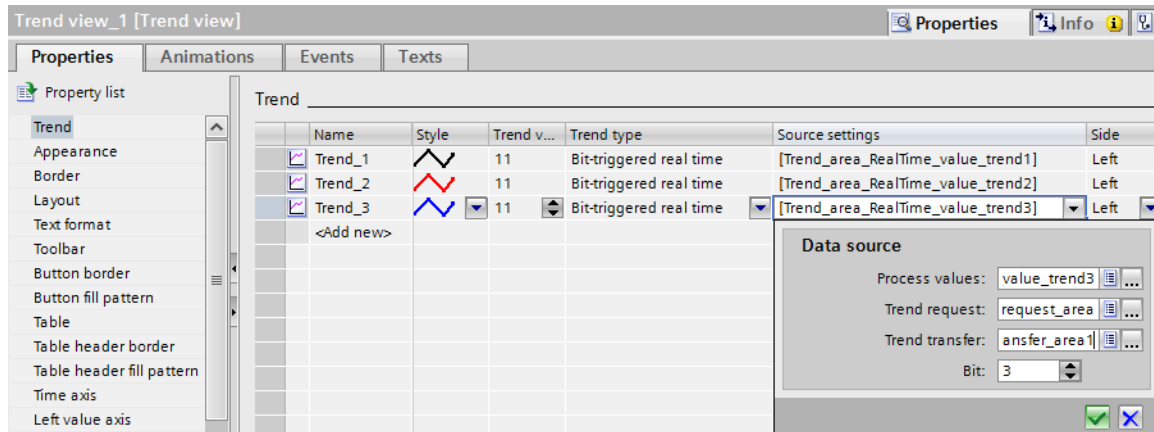 Trend view_1 [Trend view]
Properties
Info
Properties
Animations
Events
Texts
Property list
Trend
Appearance
Border
Layout
Text format
Toolbar
Button border
Button fill pattern
Table
Table header border
Table header fill pattern
Time axis
Left value axis
Trend
Name Style Trend v... Trend type Source settings Side
Trend_1 11 Bit-triggered real time [Trend_area_RealTime_value_trend1] Left
Trend_2 11 Bit-triggered real time [Trend_area_RealTime_value_trend2] Left
Trend_3 11 Bit-triggered real time [Trend_area_RealTime_value_trend3] Left
<Add new>
Data source
Process values: value_trend3 ...
Trend request: request_area ...
Trend transfer: ansfer_area1 ...
Bit: 3